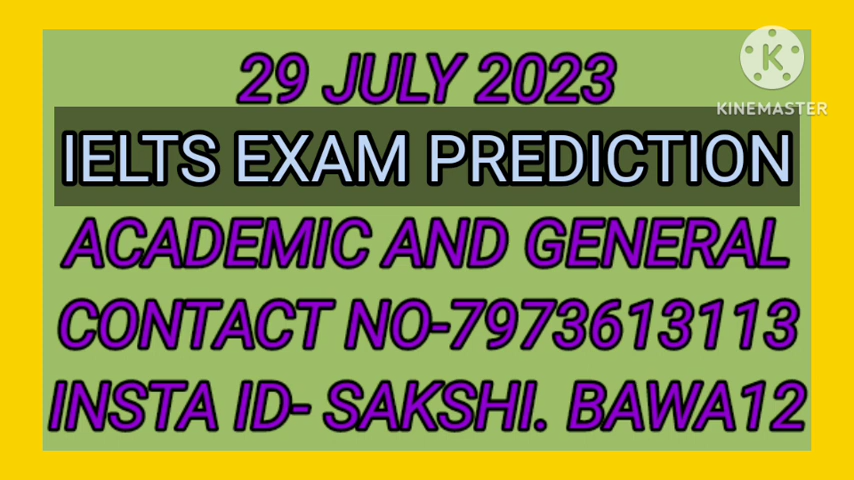 29 JULY 2023
KINEMASTER
IELTS EXAM PREDICTION
ACADEMIC AND GENERAL
CONTACT NO-7973613113
INSTA ID- SAKSHI. BAWA12